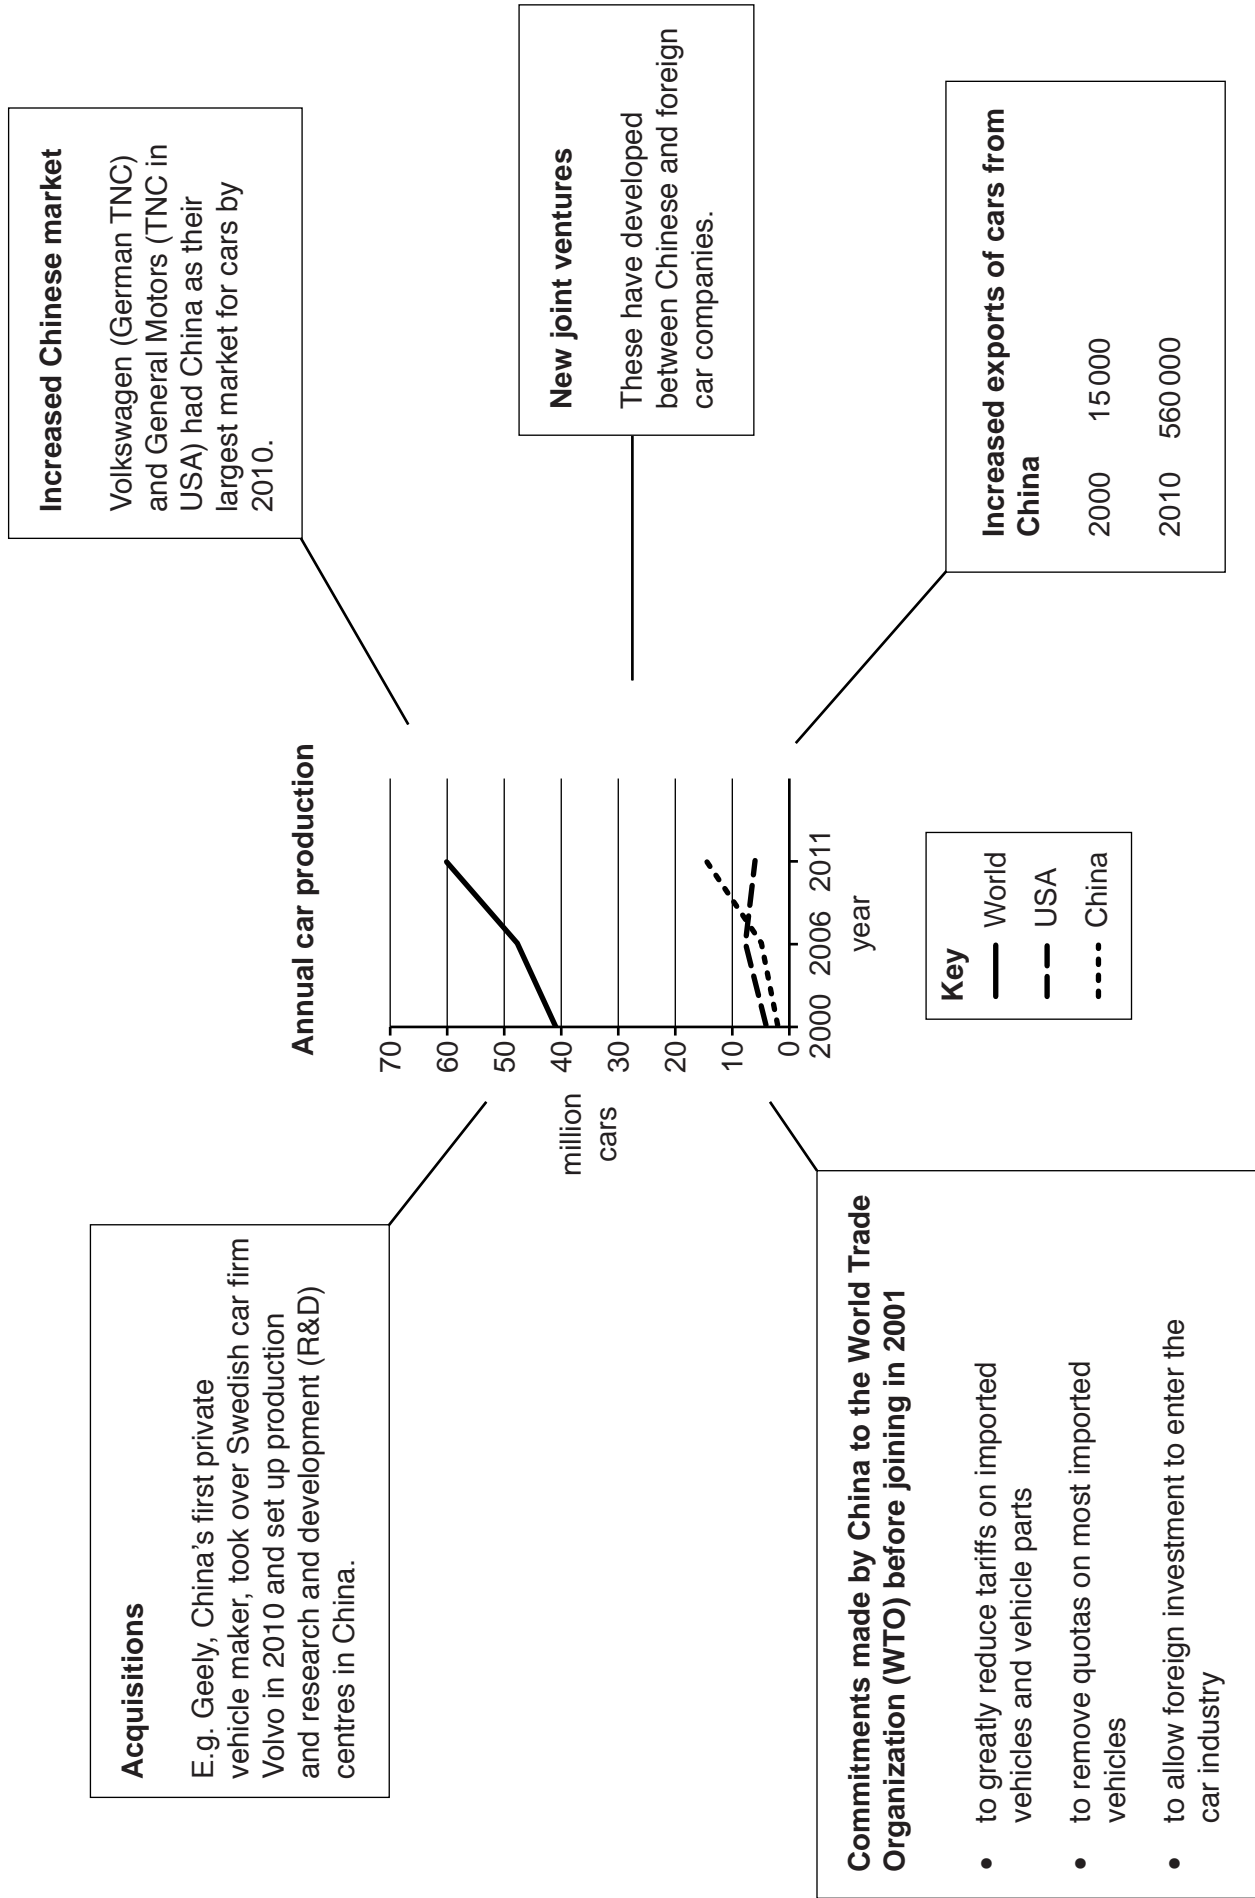 Acquisitions
E.g. Geely, China's first private
vehicle maker, took over Swedish car firm
Volvo in 2010 and set up production
and research and development (R&D)
centres in China.
Increased Chinese market
Volkswagen (German TNC)
and General Motors (TNC in
USA) had China as their
largest market for cars by
2010.
Annual car production
70
60
50
40
30
20
10
0
million
cars
2000 2006 2011
year
Key
World
USA
China
New joint ventures
These have developed
between Chinese and foreign
car companies.
Commitments made by China to the World Trade
Organization (WTO) before joining in 2001
• to greatly reduce tariffs on imported
vehicles and vehicle parts
• to remove quotas on most imported
vehicles
• to allow foreign investment to enter the
car industry
Increased exports of cars from
China
2000 15 000
2010 560 000